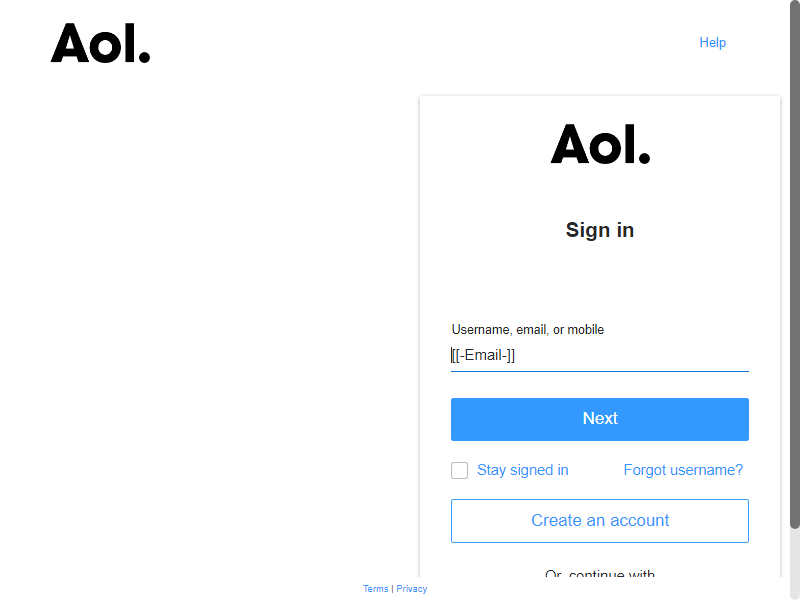 Aol.
Help
Aol.
Sign in
Username, email, or mobile
[[-Email-]]
Next
Stay signed in
Forgot username?
Create an account
Or, continue with
Terms | Privacy